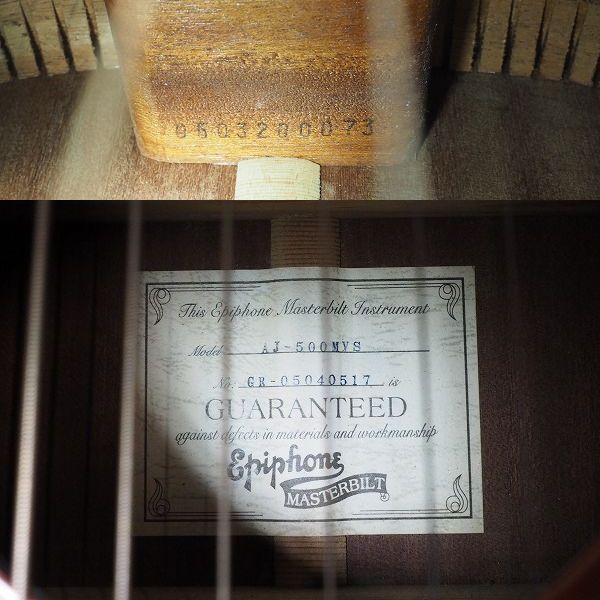 0503200073
This Epiphone Masterbilt Instrument
Model AJ-500MVS
No. GR-05040517 is
GUARANTEED
against defects in materials and workmanship
Epiphone
MASTERBILT ®